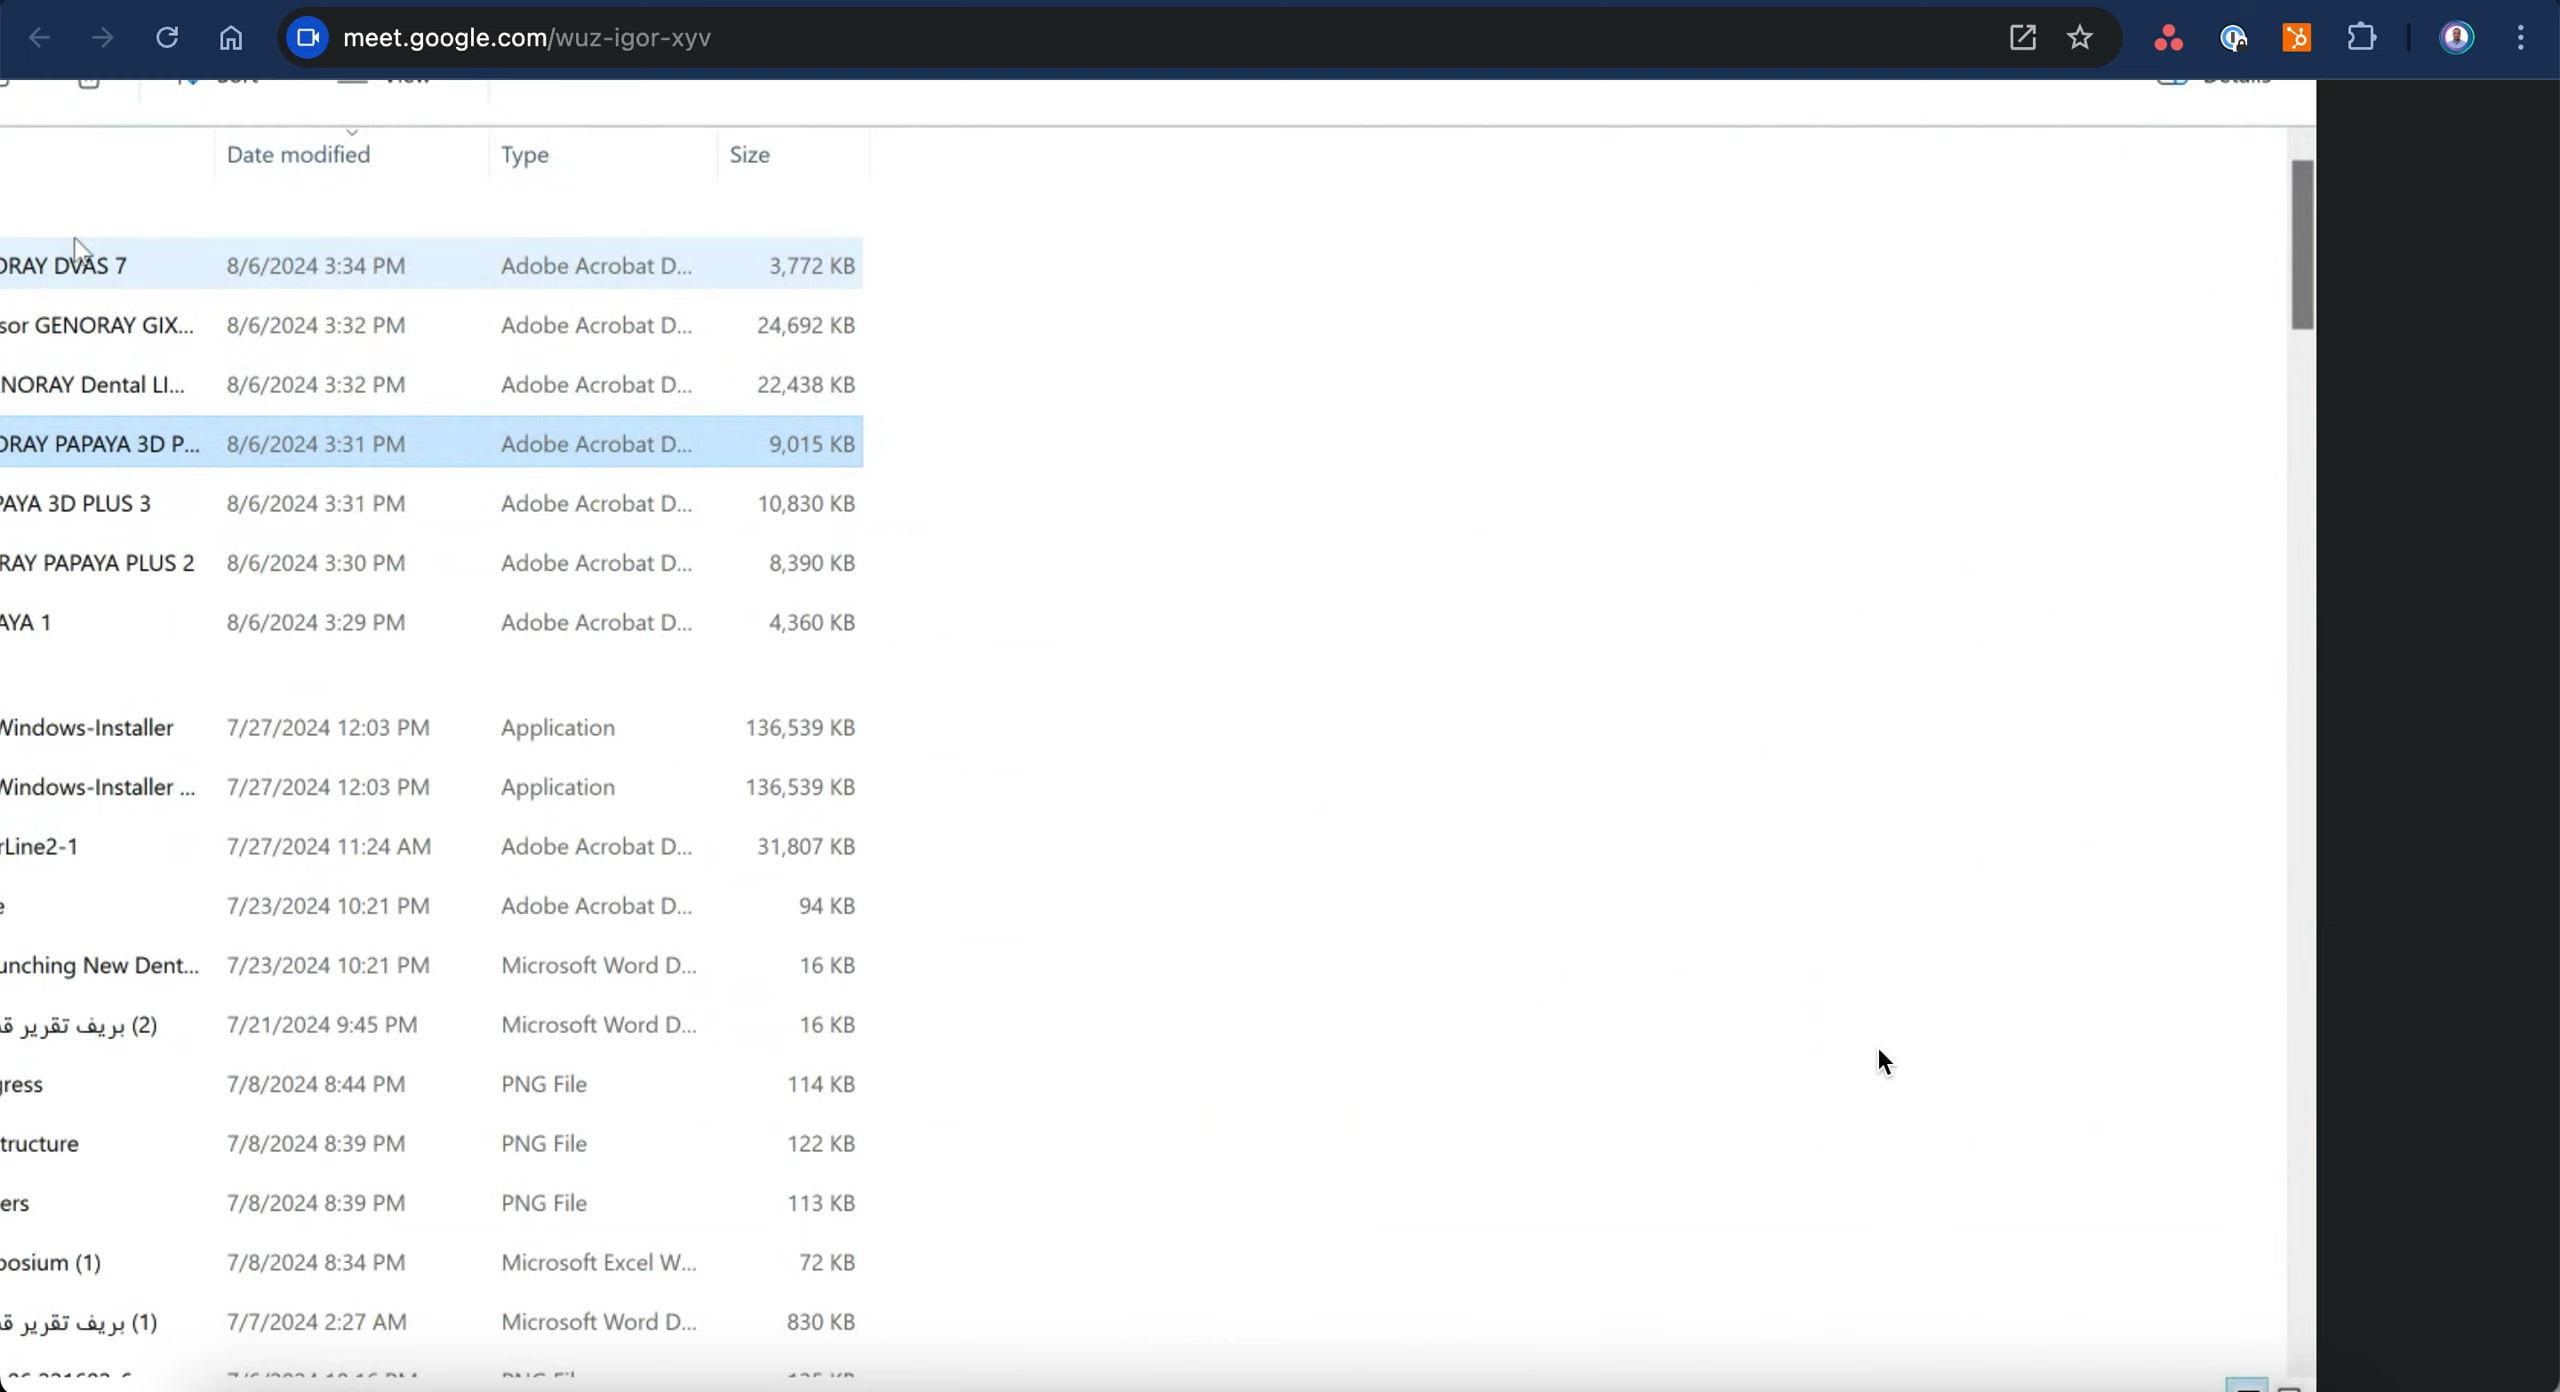 meet.google.com/wuz-igor-xyv
Sort View Details
Date modified Type Size
ORAY DVAS 7 8/6/2024 3:34 PM Adobe Acrobat D... 3,772 KB
sor GENORAY GIX... 8/6/2024 3:32 PM Adobe Acrobat D... 24,692 KB
NORAY Dental LI... 8/6/2024 3:32 PM Adobe Acrobat D... 22,438 KB
ORAY PAPAYA 3D P... 8/6/2024 3:31 PM Adobe Acrobat D... 9,015 KB
PAYA 3D PLUS 3 8/6/2024 3:31 PM Adobe Acrobat D... 10,830 KB
RAY PAPAYA PLUS 2 8/6/2024 3:30 PM Adobe Acrobat D... 8,390 KB
AYA 1 8/6/2024 3:29 PM Adobe Acrobat D... 4,360 KB
Windows-Installer 7/27/2024 12:03 PM Application 136,539 KB
Windows-Installer ... 7/27/2024 12:03 PM Application 136,539 KB
rLine2-1 7/27/2024 11:24 AM Adobe Acrobat D... 31,807 KB
e 7/23/2024 10:21 PM Adobe Acrobat D... 94 KB
unching New Dent... 7/23/2024 10:21 PM Microsoft Word D... 16 KB
بريف تقرير ق (2) 7/21/2024 9:45 PM Microsoft Word D... 16 KB
gress 7/8/2024 8:44 PM PNG File 114 KB
tructure 7/8/2024 8:39 PM PNG File 122 KB
ers 7/8/2024 8:39 PM PNG File 113 KB
posium (1) 7/8/2024 8:34 PM Microsoft Excel W... 72 KB
بريف تقرير ق (1) 7/7/2024 2:27 AM Microsoft Word D... 830 KB